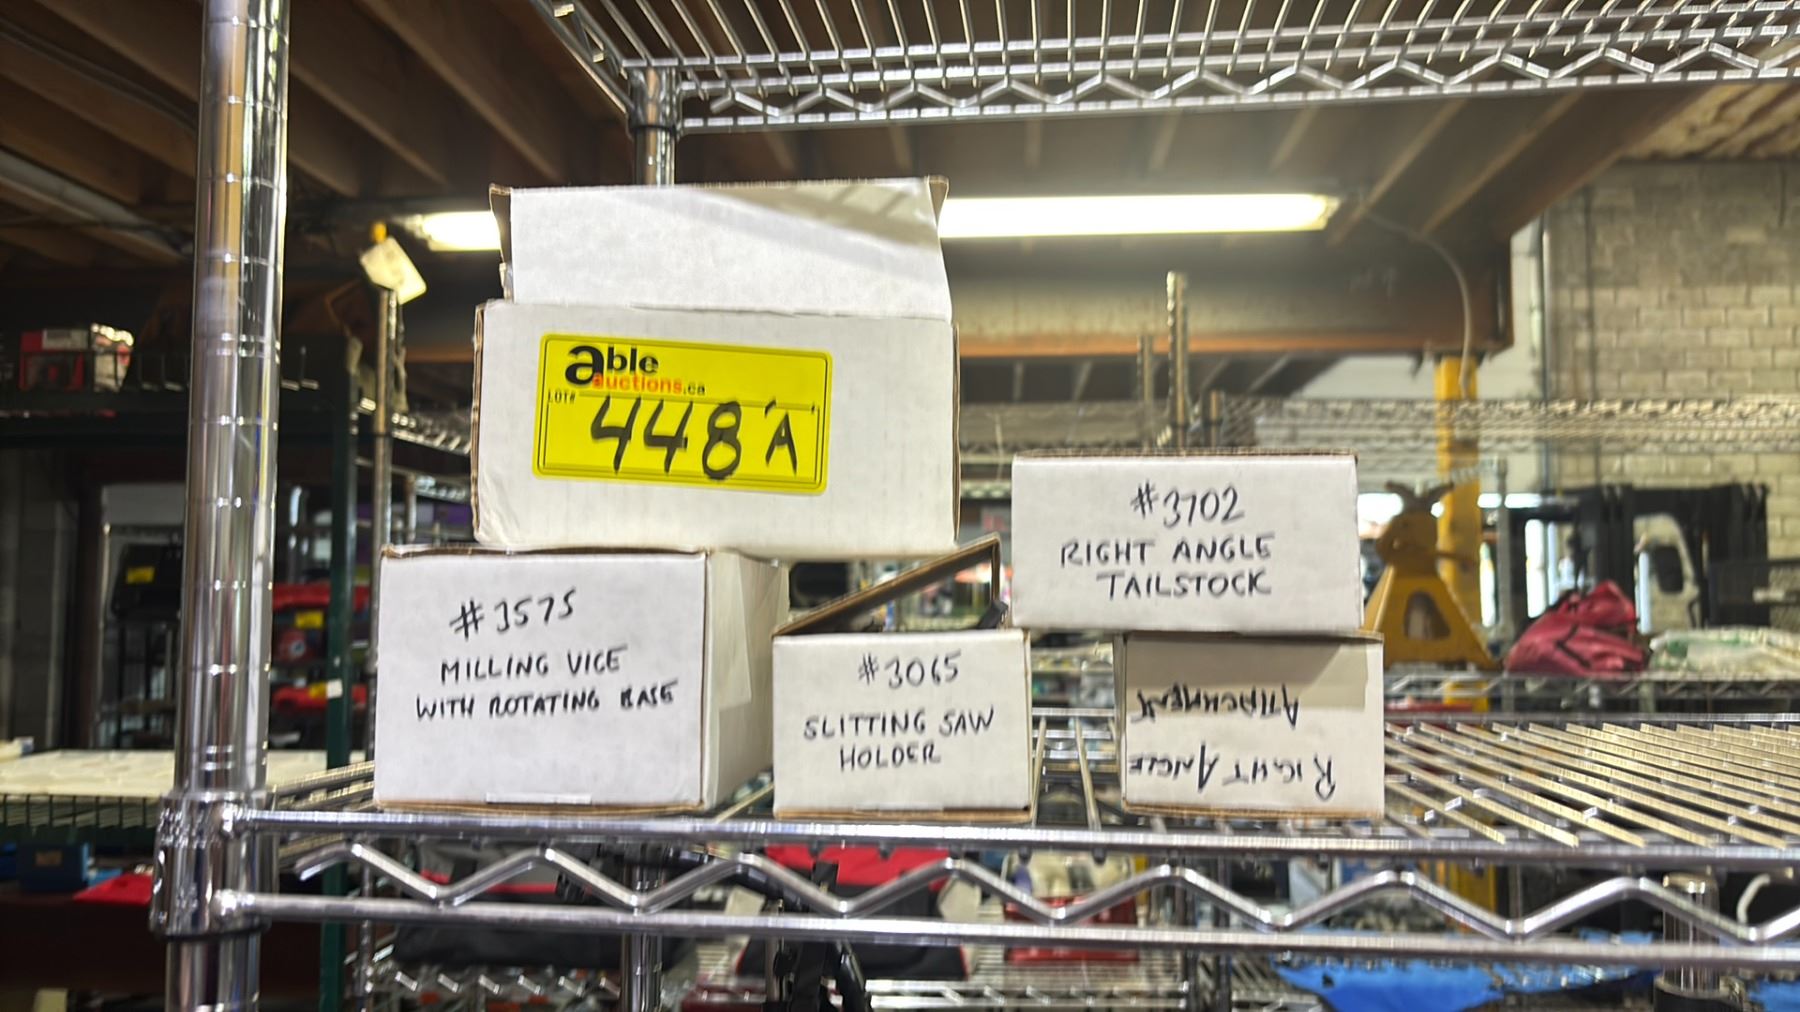 able
auctions.ca
LOT# 448 'A'
#3702
RIGHT ANGLE
TAILSTOCK
#3575
MILLING VICE
WITH ROTATING BASE
#3065
SLITTING SAW
HOLDER
RIGHT ANGLE
ATTACHMENT